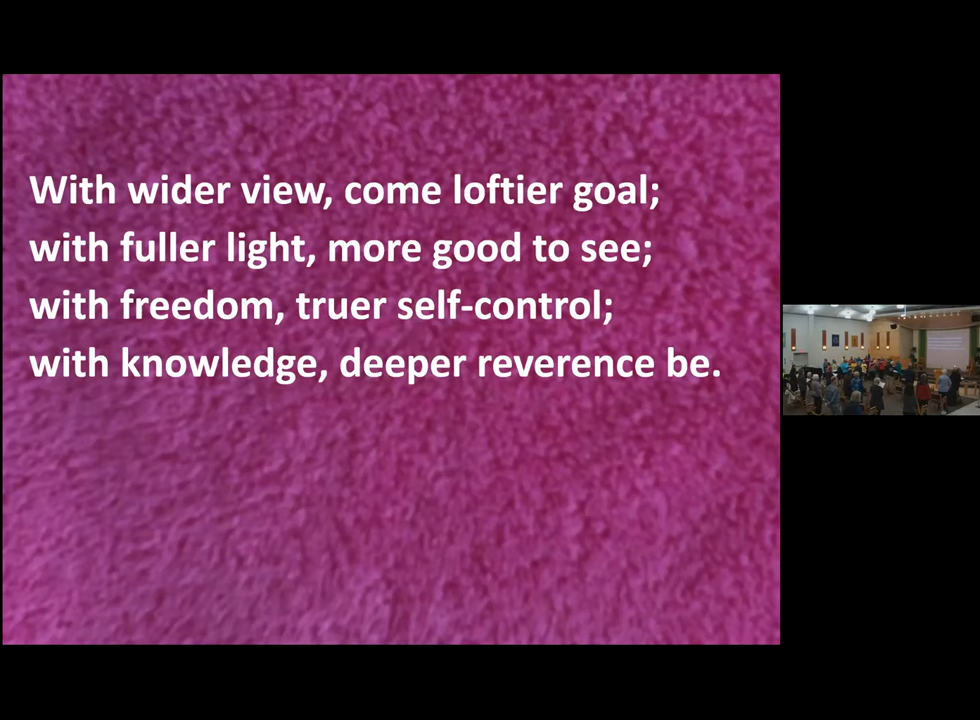 With wider view, come loftier goal;
with fuller light, more good to see;
with freedom, truer self-control;
with knowledge, deeper reverence be.